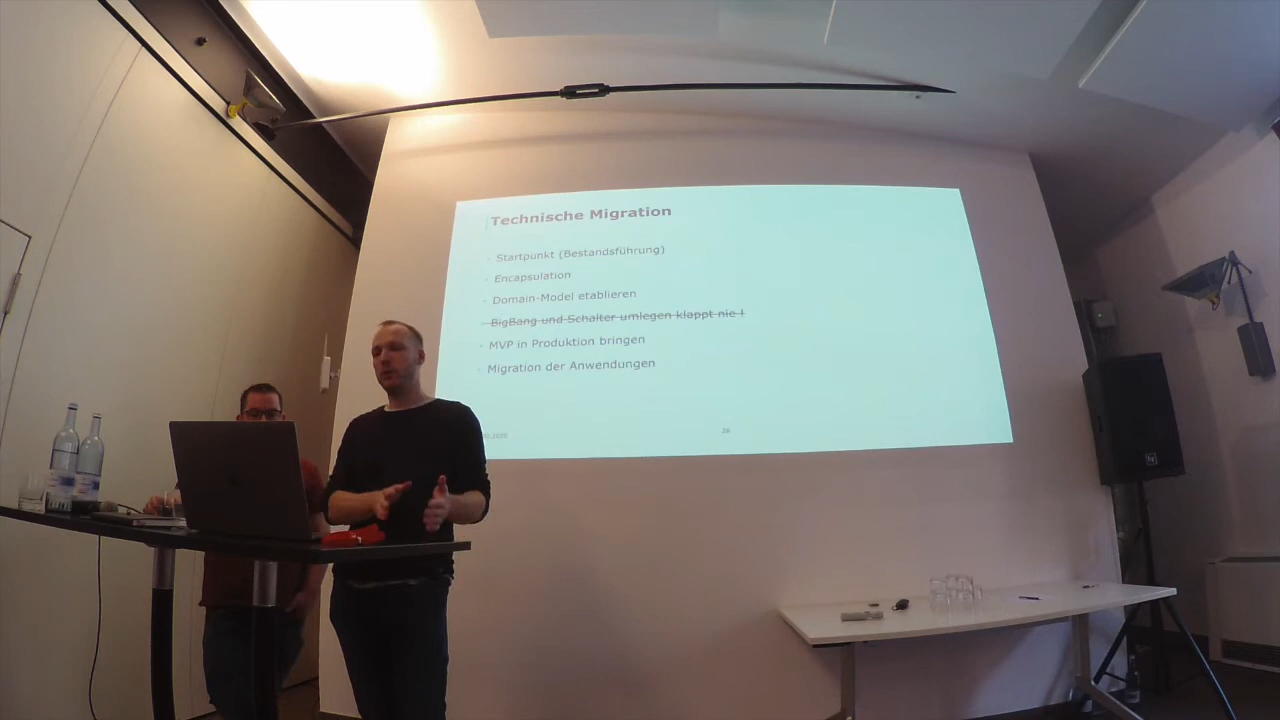 Technische Migration
Startpunkt (Bestandsführung)
Encapsulation
Domain-Model etablieren
BigBang und Schalter umlegen klappt nie !
MVP in Produktion bringen
Migration der Anwendungen